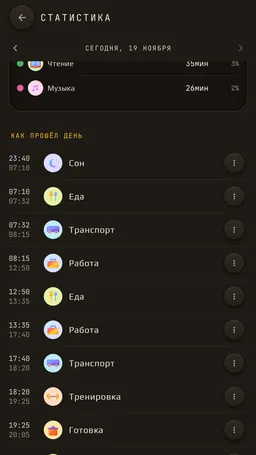 СТАТИСТИКА
СЕГОДНЯ, 19 НОЯБРЯ
Чтение 35мин 3%
Музыка 26мин 2%
КАК ПРОШЁЛ ДЕНЬ
23:40
07:10
Сон
07:10
07:32
Еда
07:32
08:15
Транспорт
08:15
12:50
Работа
12:50
13:35
Еда
13:35
17:40
Работа
17:40
18:20
Транспорт
18:20
19:25
Тренировка
19:25
20:05
Готовка